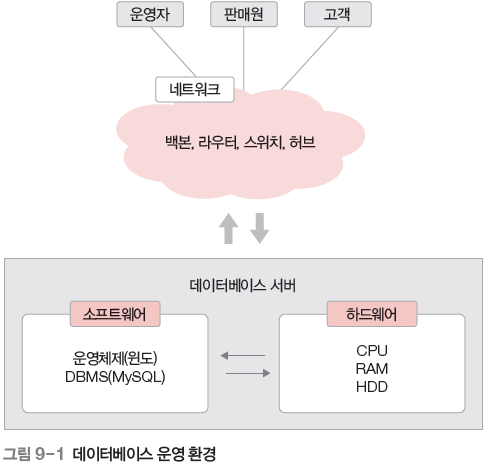 운영자
판매원
고객
네트워크
백본, 라우터, 스위치, 허브
데이터베이스 서버
소프트웨어
운영체제(윈도)
DBMS(MySQL)
하드웨어
CPU
RAM
HDD
그림 9-1 데이터베이스 운영 환경